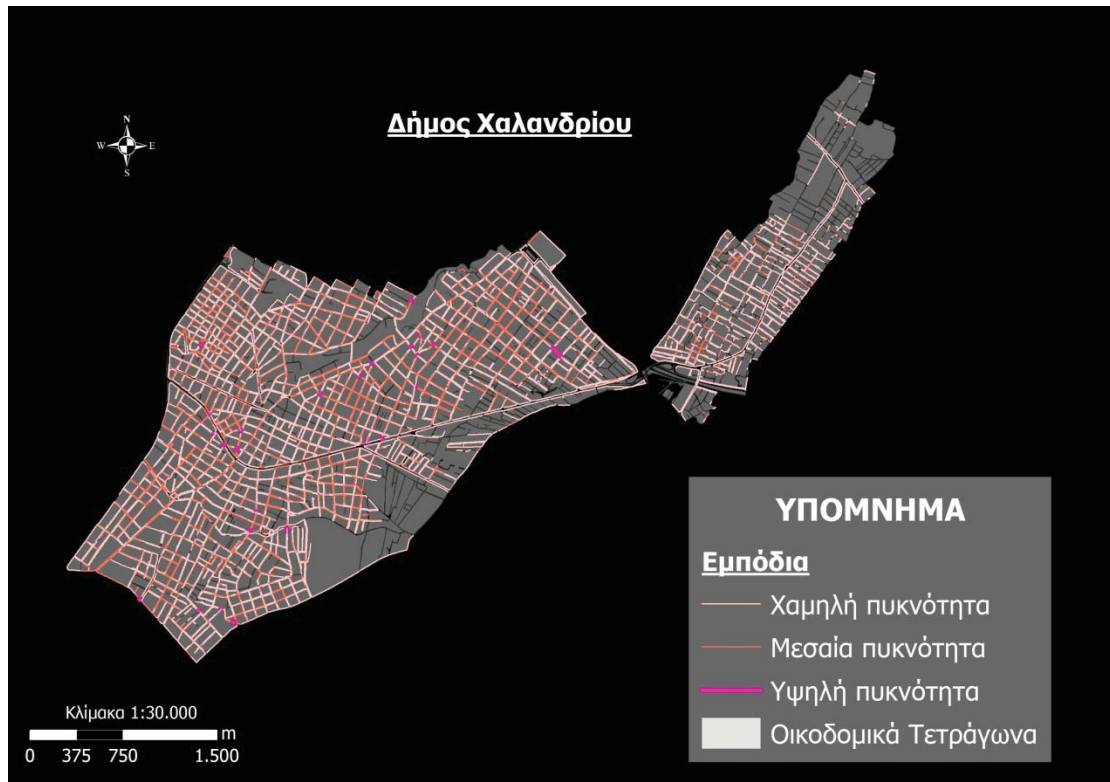 Δήμος Χαλανδρίου
N
W E
S
ΥΠΟΜΝΗΜΑ
Εμπόδια
Χαμηλή πυκνότητα
Μεσαία πυκνότητα
Υψηλή πυκνότητα
Οικοδομικά Τετράγωνα
Κλίμακα 1:30.000
m
0 375 750 1.500